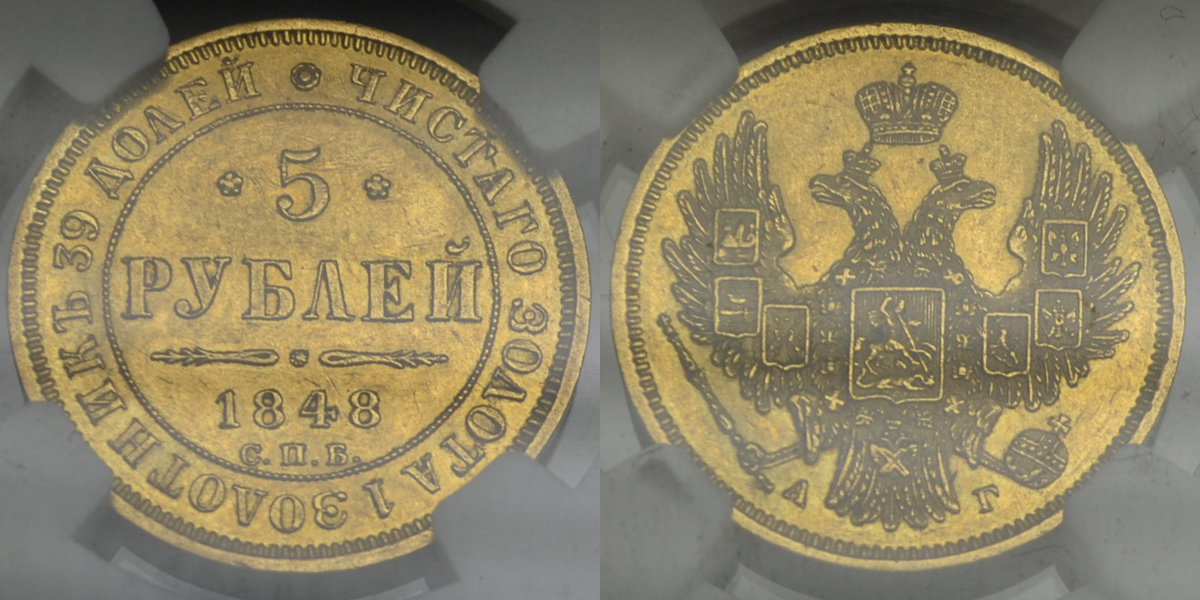 ЧИСТАГО ЗОЛОТА 1 ЗОЛОТНИКЪ 39 ДОЛЕЙ
5
РУБЛЕЙ
1848
С.П.Б.
А Г